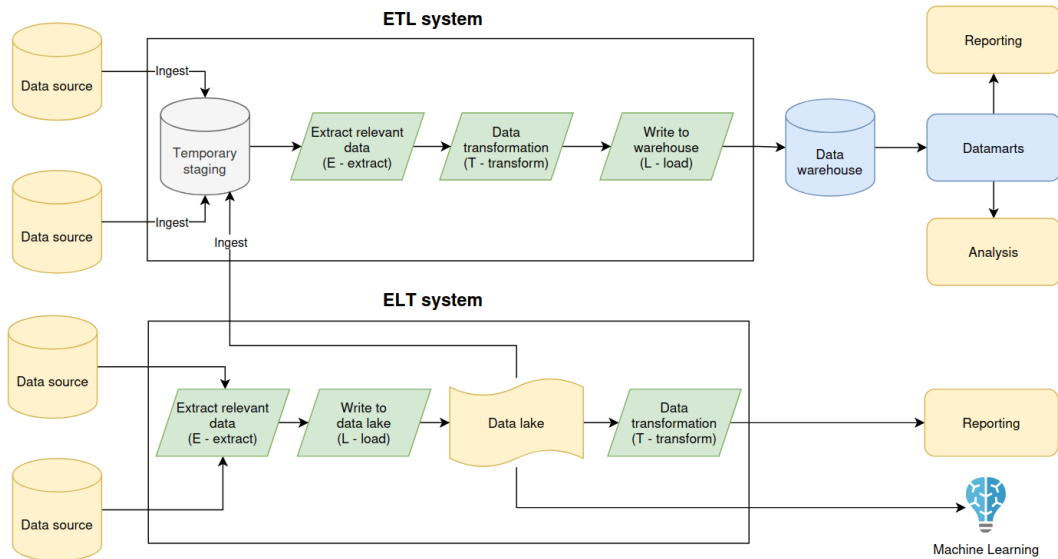 ETL system
Reporting
Data source
Ingest
Temporary
staging
Extract relevant
data
(E - extract)
Data
transformation
(T - transform)
Write to
warehouse
(L - load)
Data
warehouse
Datamarts
Data source
Ingest
Ingest
Analysis
ELT system
Data source
Extract relevant
data
(E - extract)
Write to
data lake
(L - load)
Data lake
Data
transformation
(T - transform)
Reporting
Data source
Machine Learning